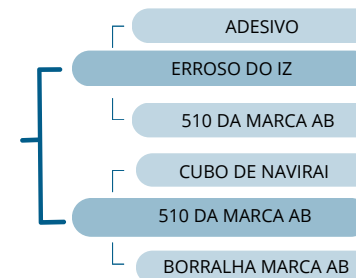 ADESIVO
ERROSO DO IZ
510 DA MARCA AB
CUBO DE NAVIRAI
510 DA MARCA AB
BORRALHA MARCA AB